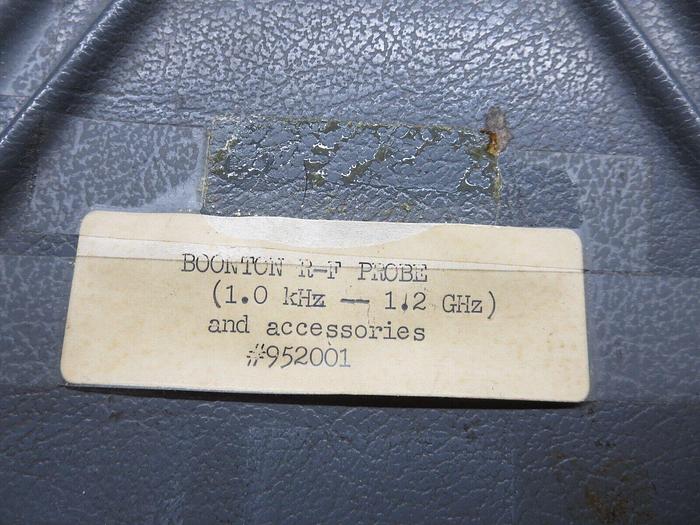 BOONTON R-F PROBE
(1.0 kHz — 1.2 GHz)
and accessories
#952001